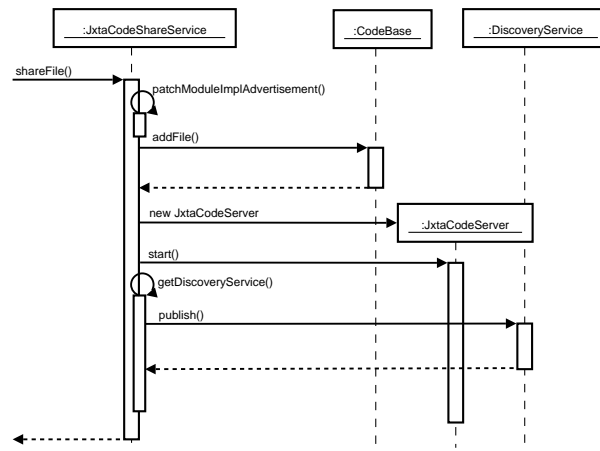 :JxtaCodeShareService
:CodeBase
:DiscoveryService
shareFile()
patchModuleImplAdvertisement()
addFile()
new JxtaCodeServer
:JxtaCodeServer
start()
getDiscoveryService()
publish()